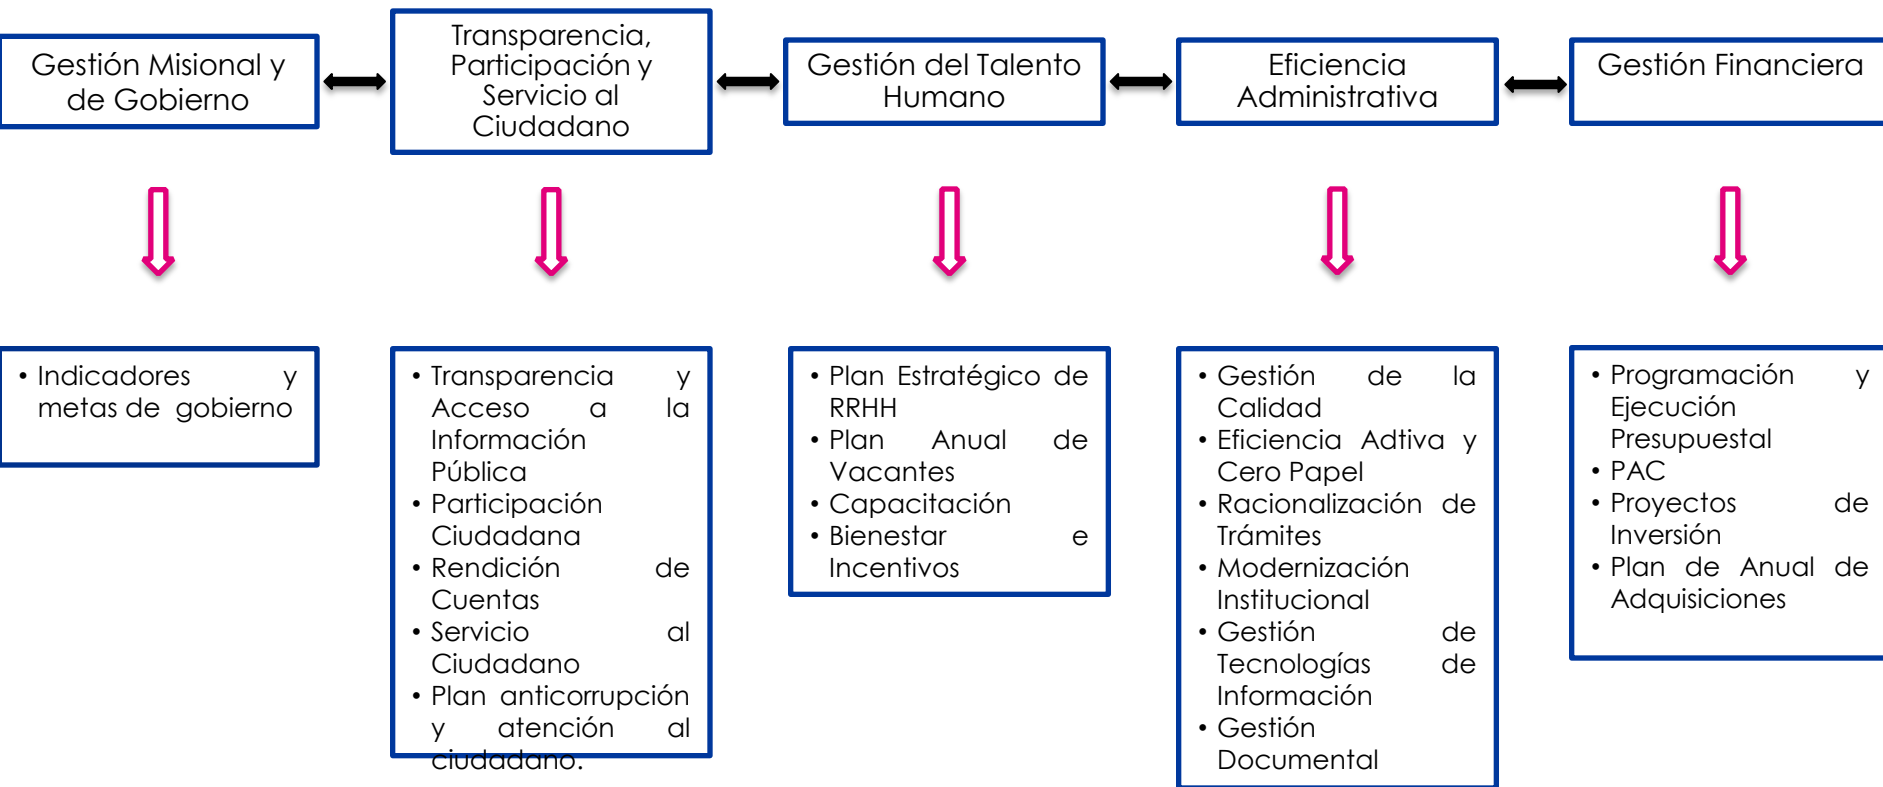 Gestión Misional y
de Gobierno
Transparencia,
Participación y
Servicio al
Ciudadano
Gestión del Talento
Humano
Eficiencia
Administrativa
Gestión Financiera
• Indicadores y
metas de gobierno
• Transparencia y
Acceso a la
Información
Pública
• Participación
Ciudadana
• Rendición de
Cuentas
• Servicio al
Ciudadano
• Plan anticorrupción
y atención al
ciudadano.
• Plan Estratégico de
RRHH
• Plan Anual de
Vacantes
• Capacitación
• Bienestar e
Incentivos
• Gestión de la
Calidad
• Eficiencia Adtiva y
Cero Papel
• Racionalización de
Trámites
• Modernización
Institucional
• Gestión de
Tecnologías de
Información
• Gestión
Documental
• Programación y
Ejecución
Presupuestal
• PAC
• Proyectos de
Inversión
• Plan de Anual de
Adquisiciones